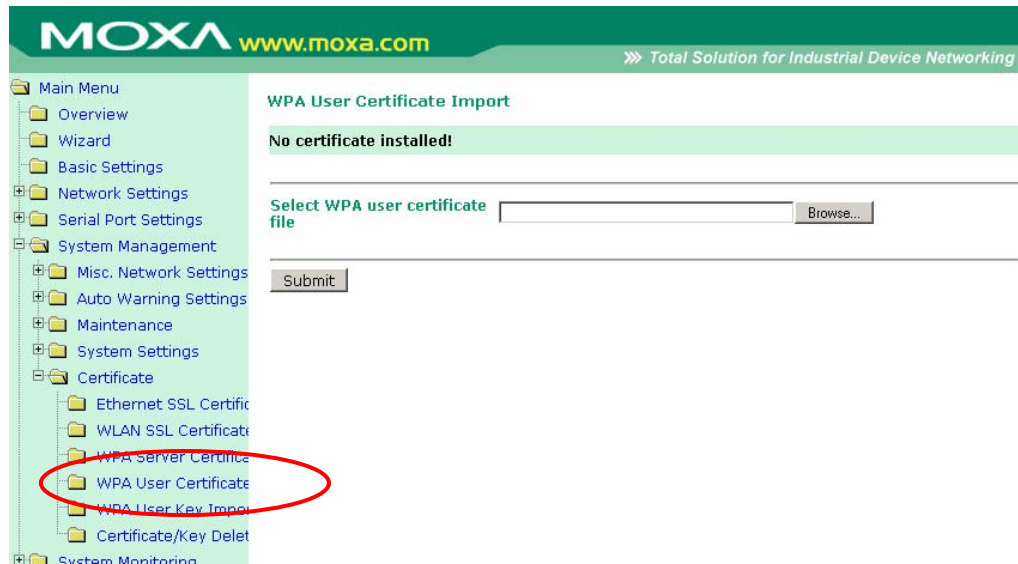 MOXA www.moxa.com
Total Solution for Industrial Device Networking
Main Menu
Overview
Wizard
Basic Settings
Network Settings
Serial Port Settings
System Management
Misc. Network Settings
Auto Warning Settings
Maintenance
System Settings
Certificate
Ethernet SSL Certific
WLAN SSL Certificate
WPA Server Certifica
WPA User Certificate
WPA User Key Impor
Certificate/Key Delet
System Monitoring
WPA User Certificate Import
No certificate installed!
Select WPA user certificate
file
Browse...
Submit